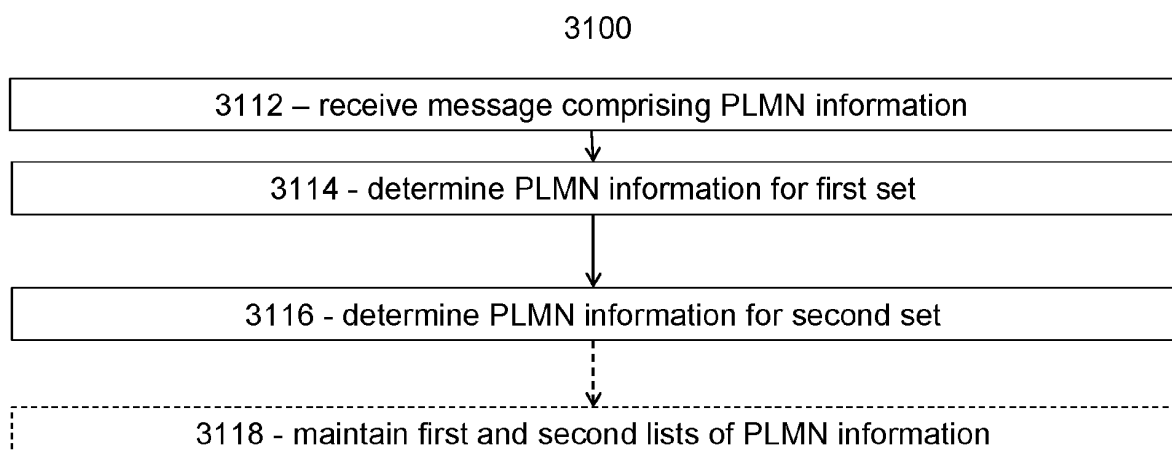 3100
3112 – receive message comprising PLMN information
3114 - determine PLMN information for first set
3116 - determine PLMN information for second set
3118 - maintain first and second lists of PLMN information